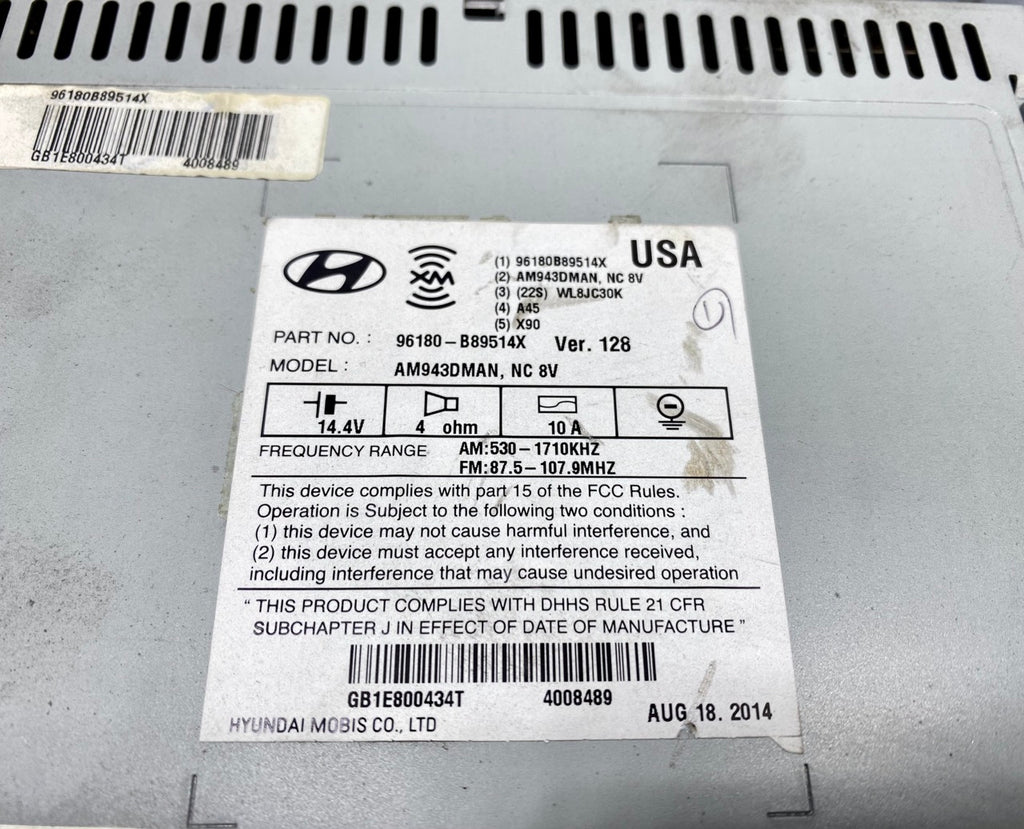 96180B89514X
GB1E800434T 4008489
XM
(1) 96180B89514X
(2) AM943DMAN, NC 8V
(3) (22S) WL8JC30K
(4) A45
(5) X90
USA
1
PART NO. : 96180-B89514X Ver. 128
MODEL : AM943DMAN, NC 8V
14.4V 4 ohm 10 A
FREQUENCY RANGE AM:530-1710KHZ
FM:87.5-107.9MHZ
This device complies with part 15 of the FCC Rules.
Operation is Subject to the following two conditions :
(1) this device may not cause harmful interference, and
(2) this device must accept any interference received,
including interference that may cause undesired operation
" THIS PRODUCT COMPLIES WITH DHHS RULE 21 CFR
SUBCHAPTER J IN EFFECT OF DATE OF MANUFACTURE "
GB1E800434T 4008489
HYUNDAI MOBIS CO., LTD AUG 18. 2014